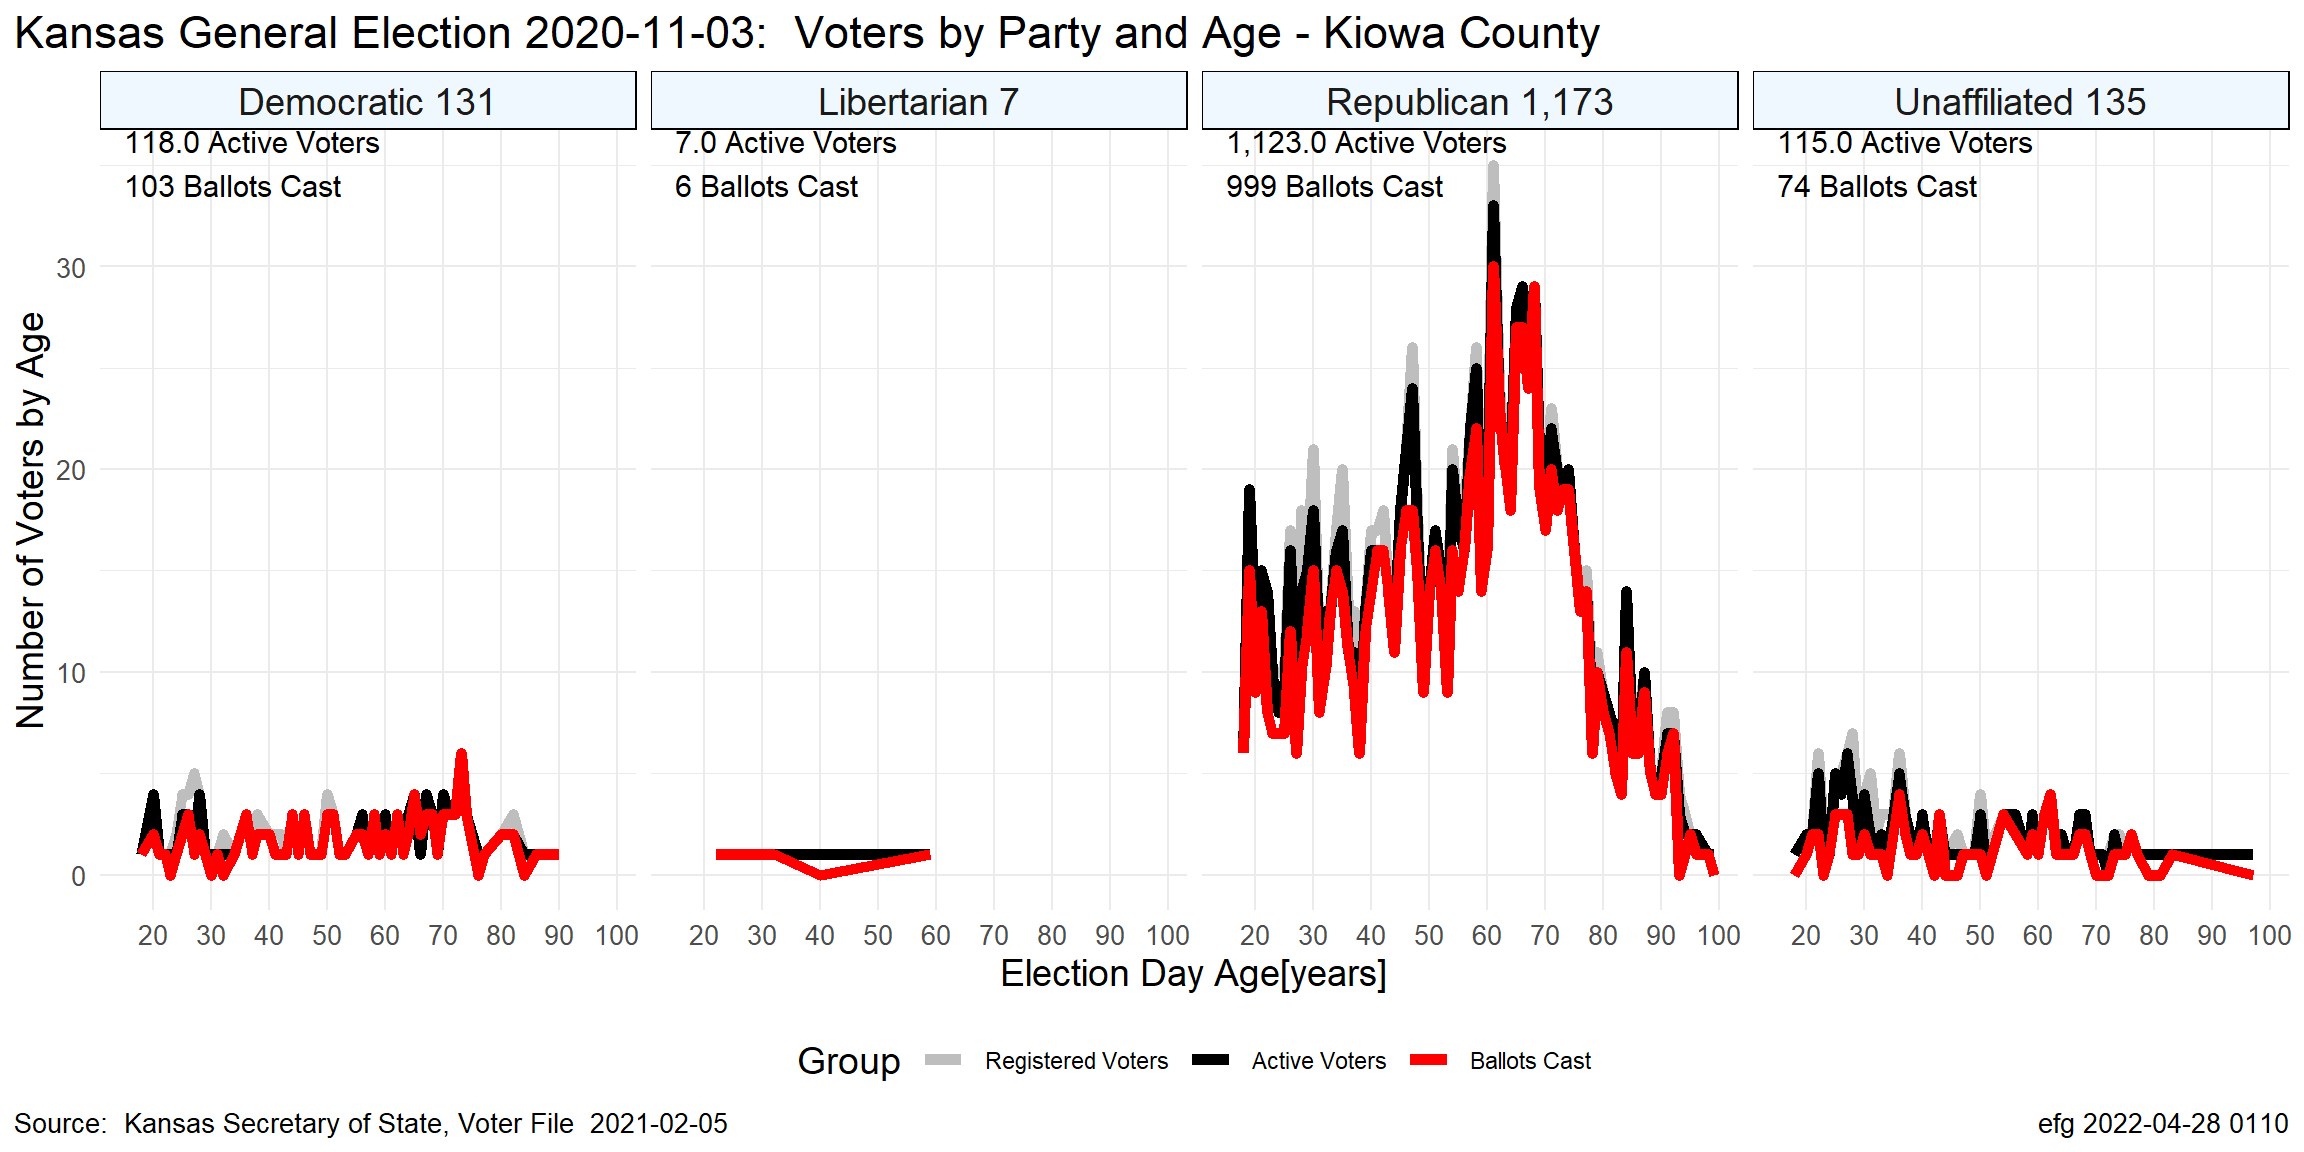 Kansas General Election 2020-11-03:  Voters by Party and Age - Kiowa County
Democratic 131
Libertarian 7
Republican 1,173
Unaffiliated 135
118.0 Active Voters
103 Ballots Cast
7.0 Active Voters
6 Ballots Cast
1,123.0 Active Voters
999 Ballots Cast
115.0 Active Voters
74 Ballots Cast
Number of Voters by Age
30
20
10
0
20 30 40 50 60 70 80 90 100
20 30 40 50 60 70 80 90 100
20 30 40 50 60 70 80 90 100
20 30 40 50 60 70 80 90 100
Election Day Age[years]
Group Registered Voters Active Voters Ballots Cast
Source:  Kansas Secretary of State, Voter File  2021-02-05
efg 2022-04-28 0110